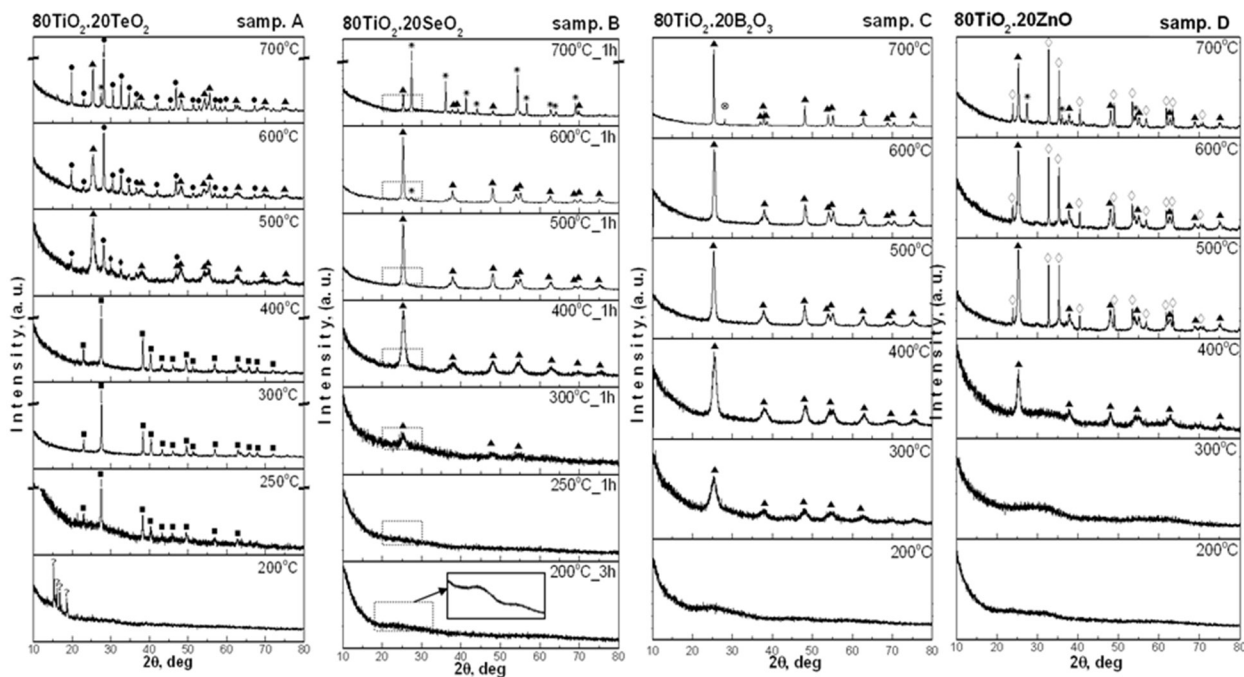 80TiO₂.20TeO₂ samp. A
700°C
600°C
500°C
400°C
300°C
250°C
200°C
? ? ? ?
10 20 30 40 50 60 70 80
2θ, deg
Intensity, (a. u.)
80TiO₂.20SeO₂ samp. B
700°C_1h
600°C_1h
500°C_1h
400°C_1h
300°C_1h
250°C_1h
200°C_3h
10 20 30 40 50 60 70 80
2θ, deg
Intensity, (a. u.)
80TiO₂.20B₂O₃ samp. C
700°C
600°C
500°C
400°C
300°C
200°C
10 20 30 40 50 60 70 80
2θ, deg
Intensity (a. u.)
80TiO₂.20ZnO samp. D
700°C
600°C
500°C
400°C
300°C
200°C
10 20 30 40 50 60 70 80
2θ, deg
Intensity (a. u.)